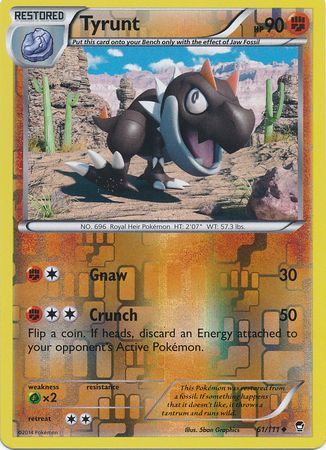 RESTORED
Tyrunt
HP 90
Put this card onto your Bench only with the effect of Jaw Fossil
NO. 696 Royal Heir Pokémon HT: 2'07" WT: 57.3 lbs.
Gnaw 30
Crunch 50
Flip a coin. If heads, discard an Energy attached to
your opponent's Active Pokémon.
weakness resistance
×2
retreat
This Pokémon was restored
from a fossil. If something happens
that it doesn't like, it throws a
tantrum and runs wild.
©2014 Pokémon
Illus. 5ban Graphics
61/111